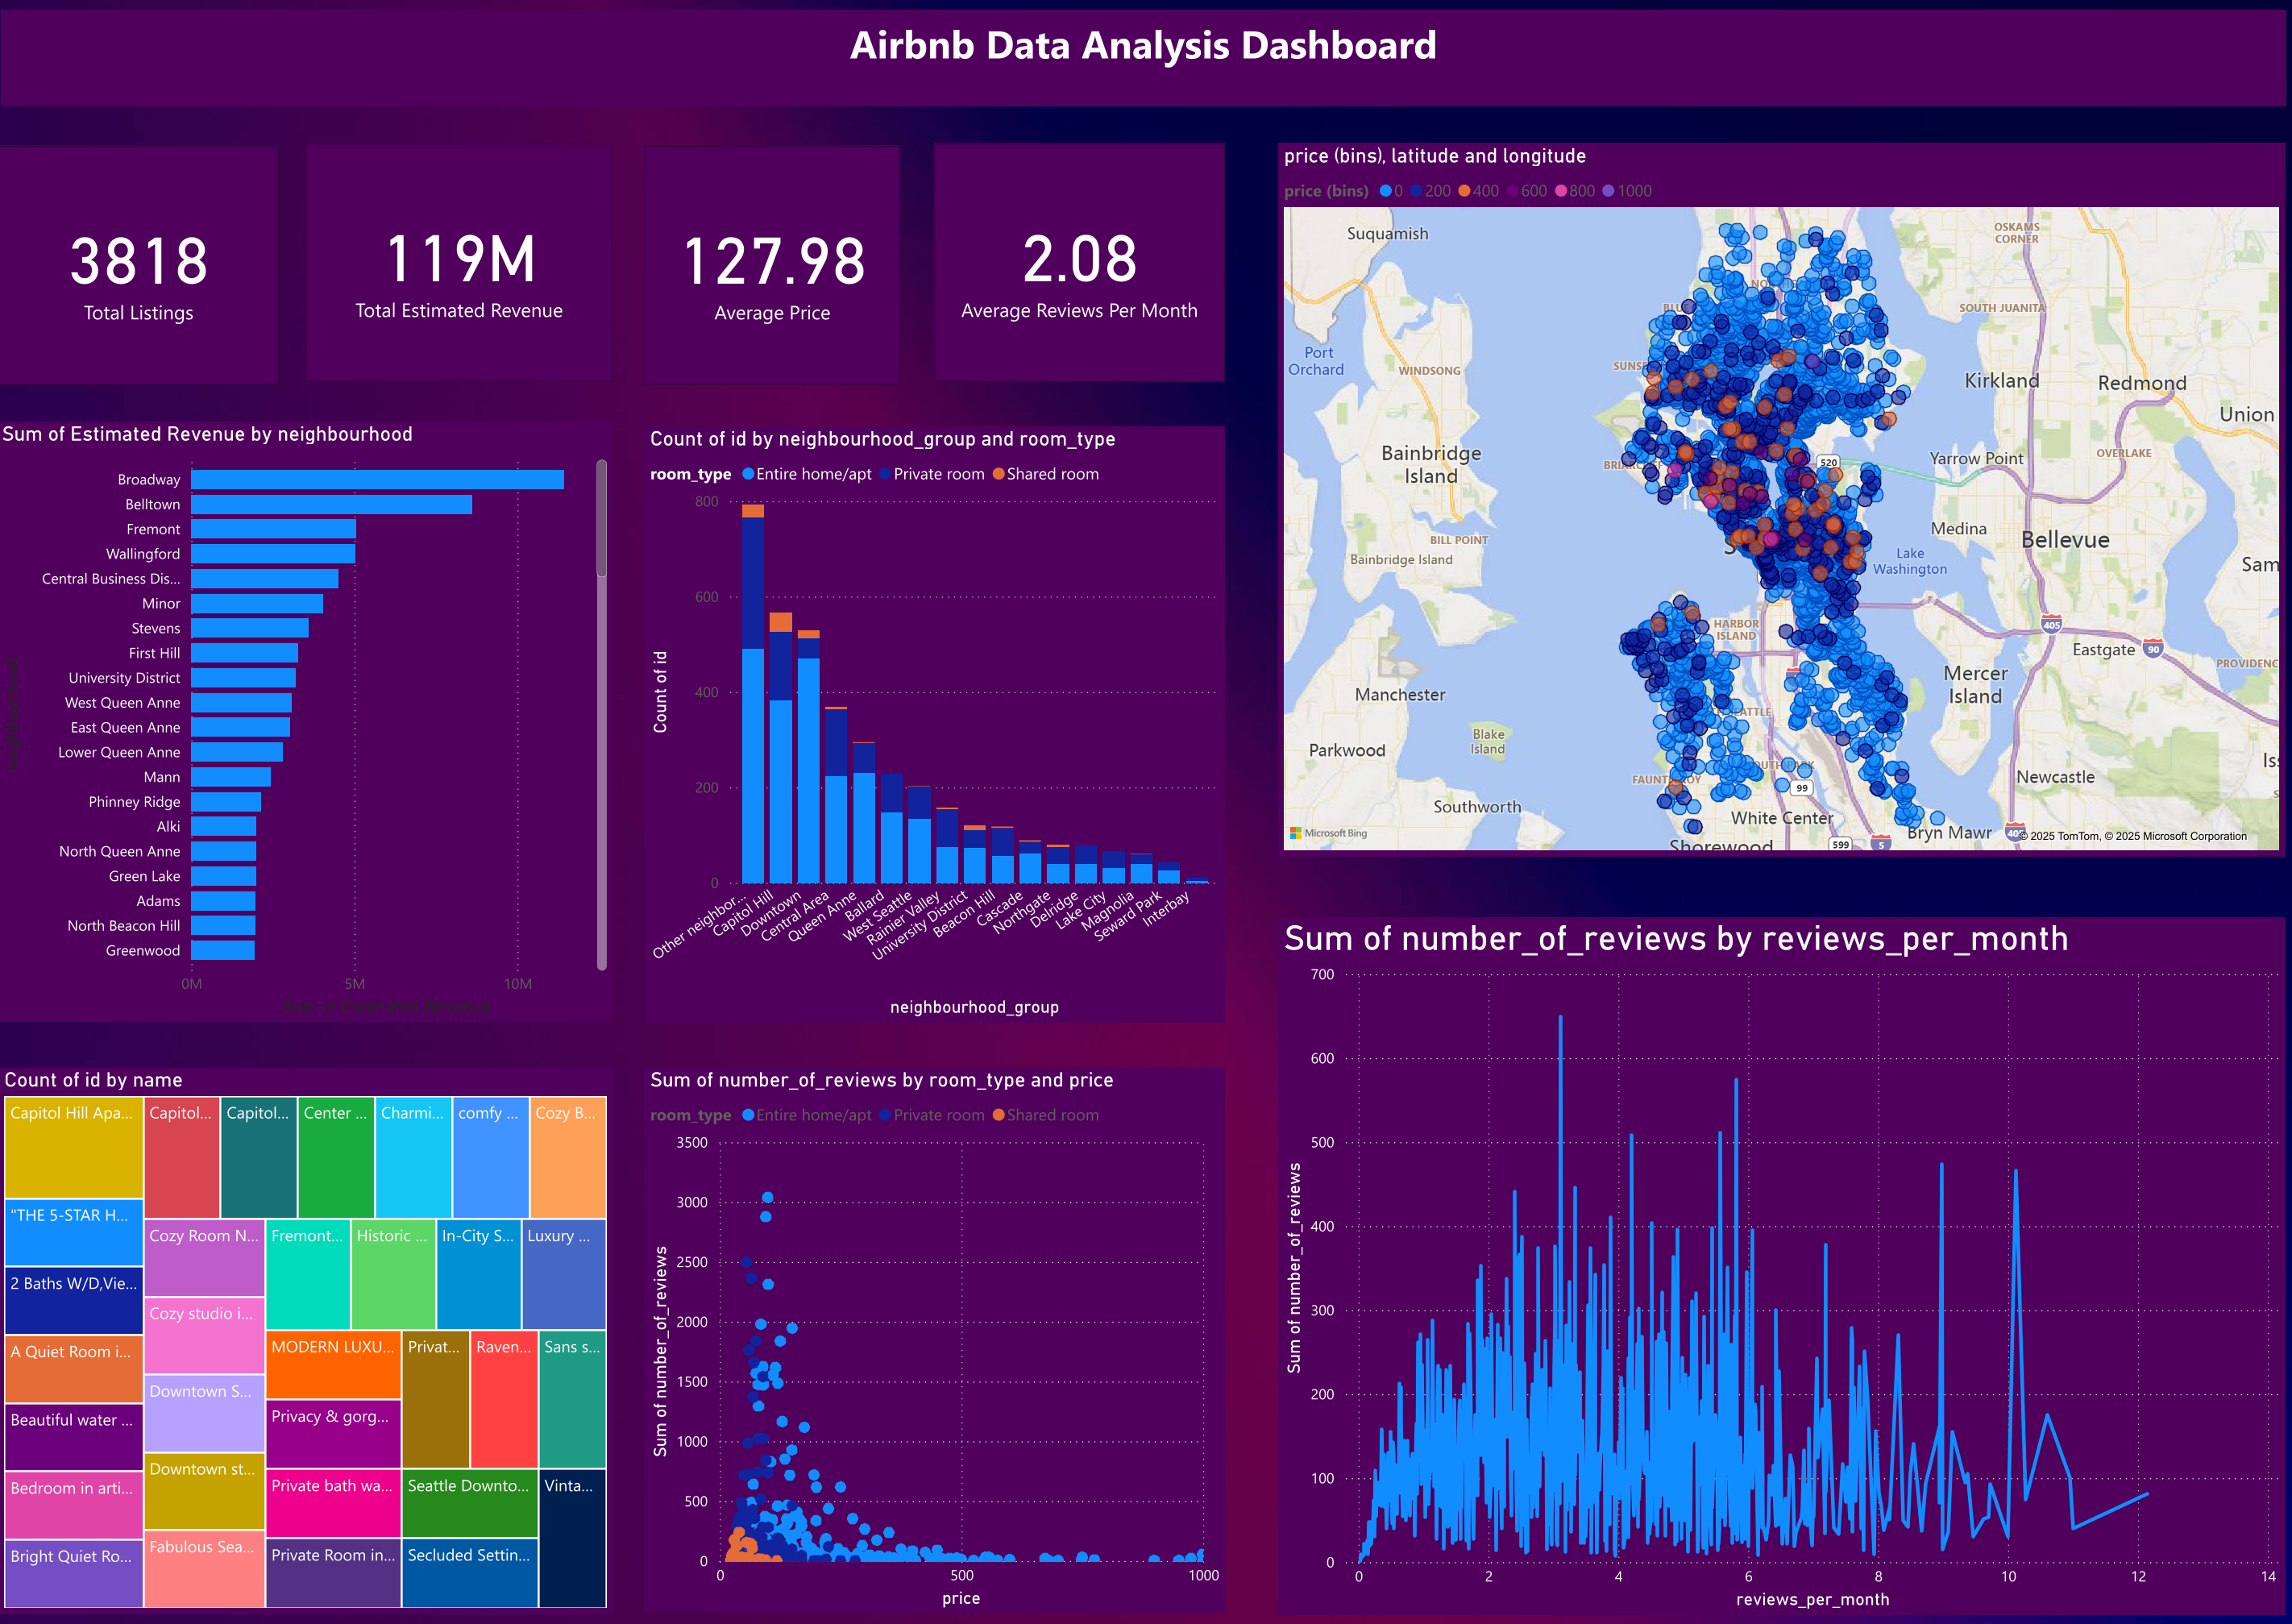 Airbnb Data Analysis Dashboard
3818
Total Listings
119M
Total Estimated Revenue
127.98
Average Price
2.08
Average Reviews Per Month
Sum of Estimated Revenue by neighbourhood
Broadway
Belltown
Fremont
Wallingford
Central Business Dis...
Minor
Stevens
First Hill
University District
West Queen Anne
East Queen Anne
Lower Queen Anne
Mann
Phinney Ridge
Alki
North Queen Anne
Green Lake
Adams
North Beacon Hill
Greenwood
0M 5M 10M
Sum of Estimated Revenue
Count of id by neighbourhood_group and room_type
room_type Entire home/apt Private room Shared room
Count of id
800
600
400
200
0
Other neighbor...
Capitol Hill
Downtown
Central Area
Queen Anne
Ballard
West Seattle
Rainier Valley
University District
Beacon Hill
Cascade
Northgate
Delridge
Lake City
Magnolia
Seward Park
Interbay
neighbourhood_group
price (bins), latitude and longitude
price (bins) 0 200 400 600 800 1000
Suquamish
OSKAMS
CORNER
SOUTH JUANITA
Port
Orchard
WINDSONG
Kirkland
Redmond
Union
Bainbridge
Island
520
Yarrow Point
OVERLAKE
Medina
BILL POINT
Bellevue
Bainbridge Island
Lake
Washington
Sam
HARBOR
ISLAND
405
Eastgate
90
PROVIDENC
Mercer
Island
Manchester
Blake
Island
Parkwood
Newcastle
99
Southworth
White Center
Bryn Mawr
Microsoft Bing
© 2025 TomTom, © 2025 Microsoft Corporation
Shorewood
599
5
Count of id by name
Capitol Hill Apa...
Capitol...
Capitol...
Center ...
Charmi...
comfy ...
Cozy B...
"THE 5-STAR H...
Cozy Room N...
Fremont...
Historic ...
In-City S...
Luxury ...
2 Baths W/D,Vie...
Cozy studio i...
A Quiet Room i...
MODERN LUXU...
Privat...
Raven...
Sans s...
Downtown S...
Beautiful water ...
Privacy & gorg...
Downtown st...
Bedroom in arti...
Private bath wa...
Seattle Downto...
Vinta...
Fabulous Sea...
Bright Quiet Ro...
Private Room in...
Secluded Settin...
Sum of number_of_reviews by room_type and price
room_type Entire home/apt Private room Shared room
Sum of number_of_reviews
3500
3000
2500
2000
1500
1000
500
0
0 500 1000
price
Sum of number_of_reviews by reviews_per_month
Sum of number_of_reviews
700
600
500
400
300
200
100
0
0 2 4 6 8 10 12 14
reviews_per_month